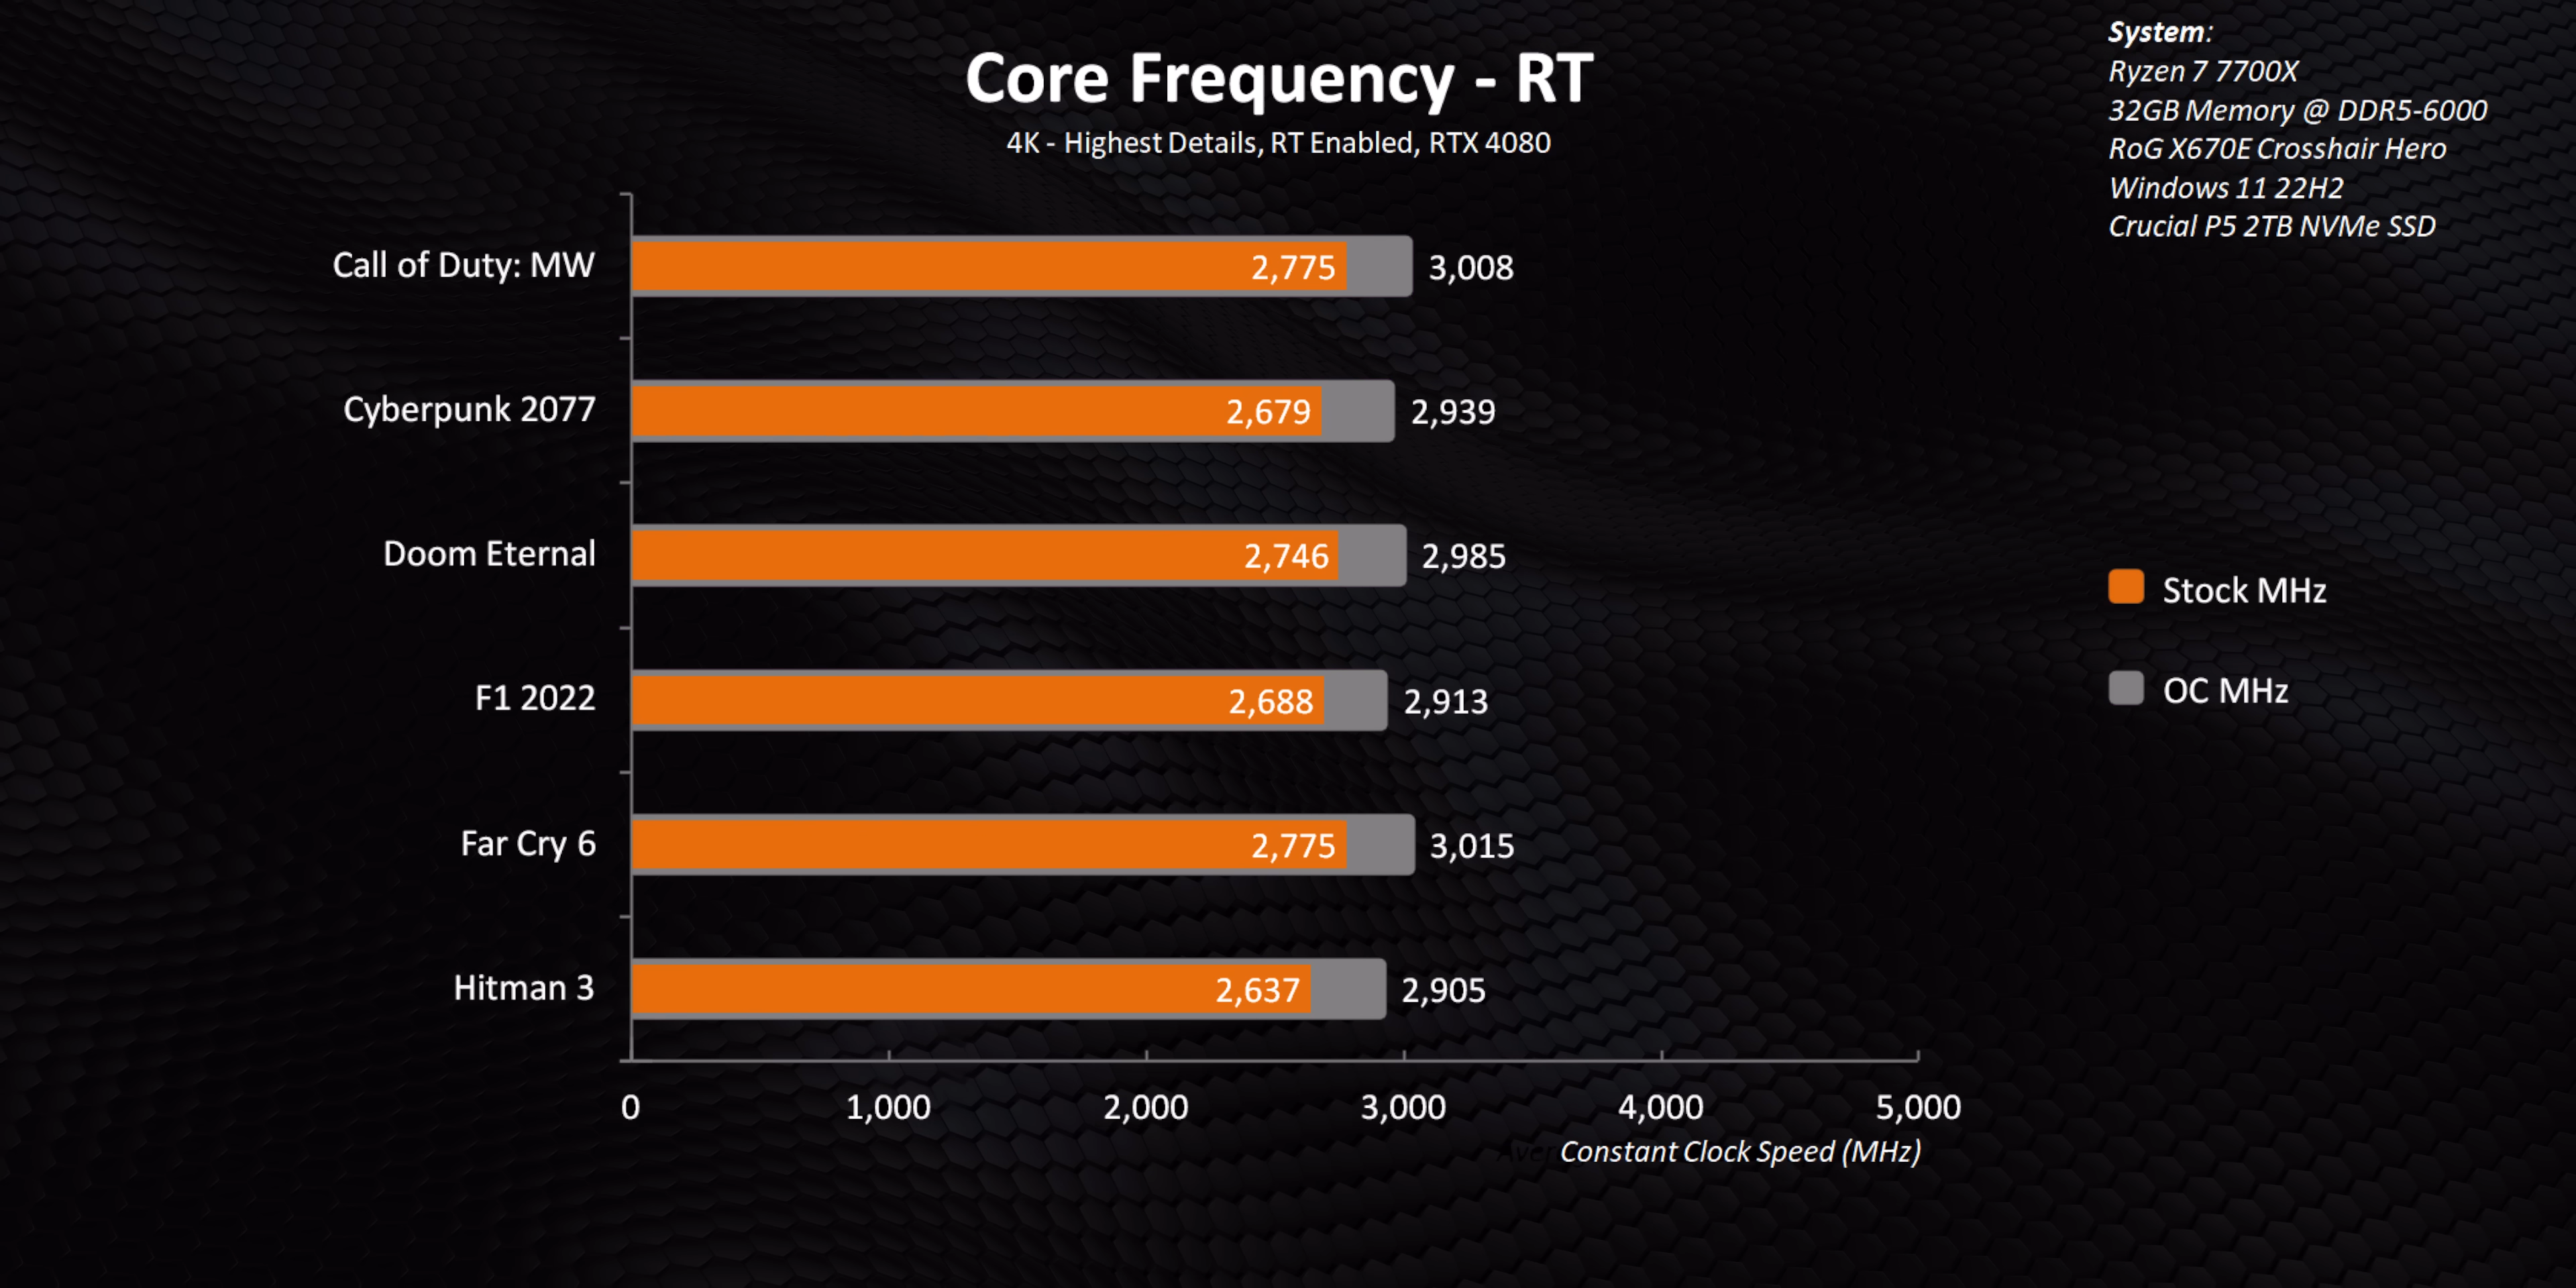 Core Frequency - RT
4K - Highest Details, RT Enabled, RTX 4080
System:
Ryzen 7 7700X
32GB Memory @ DDR5-6000
RoG X670E Crosshair Hero
Windows 11 22H2
Crucial P5 2TB NVMe SSD
Call of Duty: MW 2,775 3,008
Cyberpunk 2077 2,679 2,939
Doom Eternal 2,746 2,985
F1 2022 2,688 2,913
Far Cry 6 2,775 3,015
Hitman 3 2,637 2,905
Stock MHz
OC MHz
0 1,000 2,000 3,000 4,000 5,000
Constant Clock Speed (MHz)